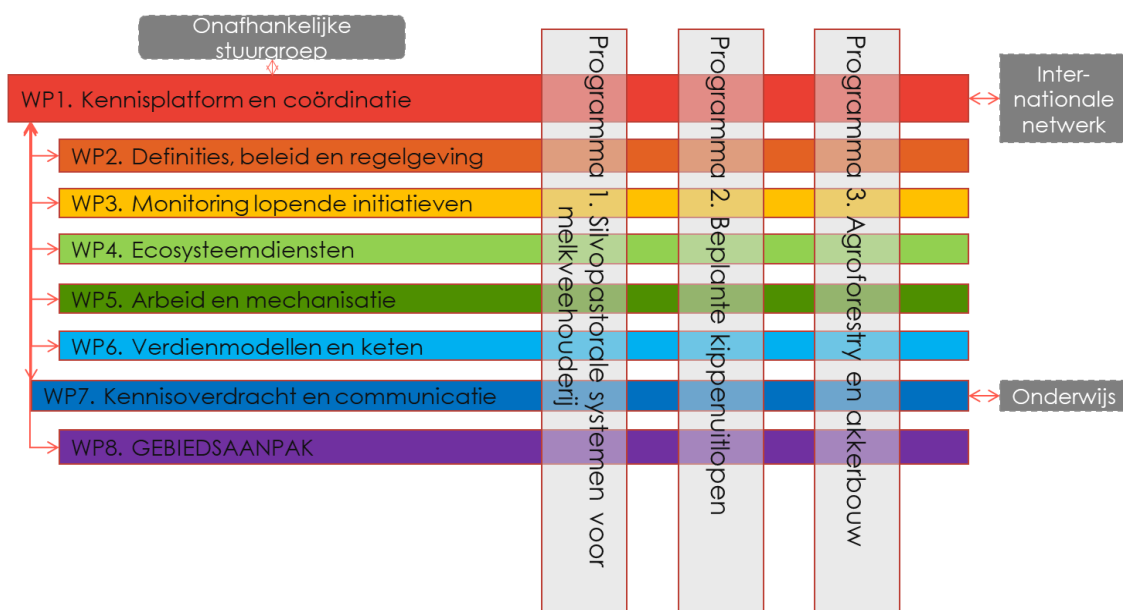 Onafhankelijke
stuurgroep
WP1. Kennisplatform en coördinatie
Inter-
nationale
netwerk
WP2. Definities, beleid en regelgeving
WP3. Monitoring lopende initiatieven
WP4. Ecosysteemdiensten
WP5. Arbeid en mechanisatie
WP6. Verdienmodellen en keten
WP7. Kennisoverdracht en communicatie
Onderwijs
WP8. GEBIEDSAANPAK
Programma 1. Silvopastorale systemen voor
melkveehouderij
Programma 2. Beplante kippenuitlopen
Programma 3. Agroforestry en akkerbouw